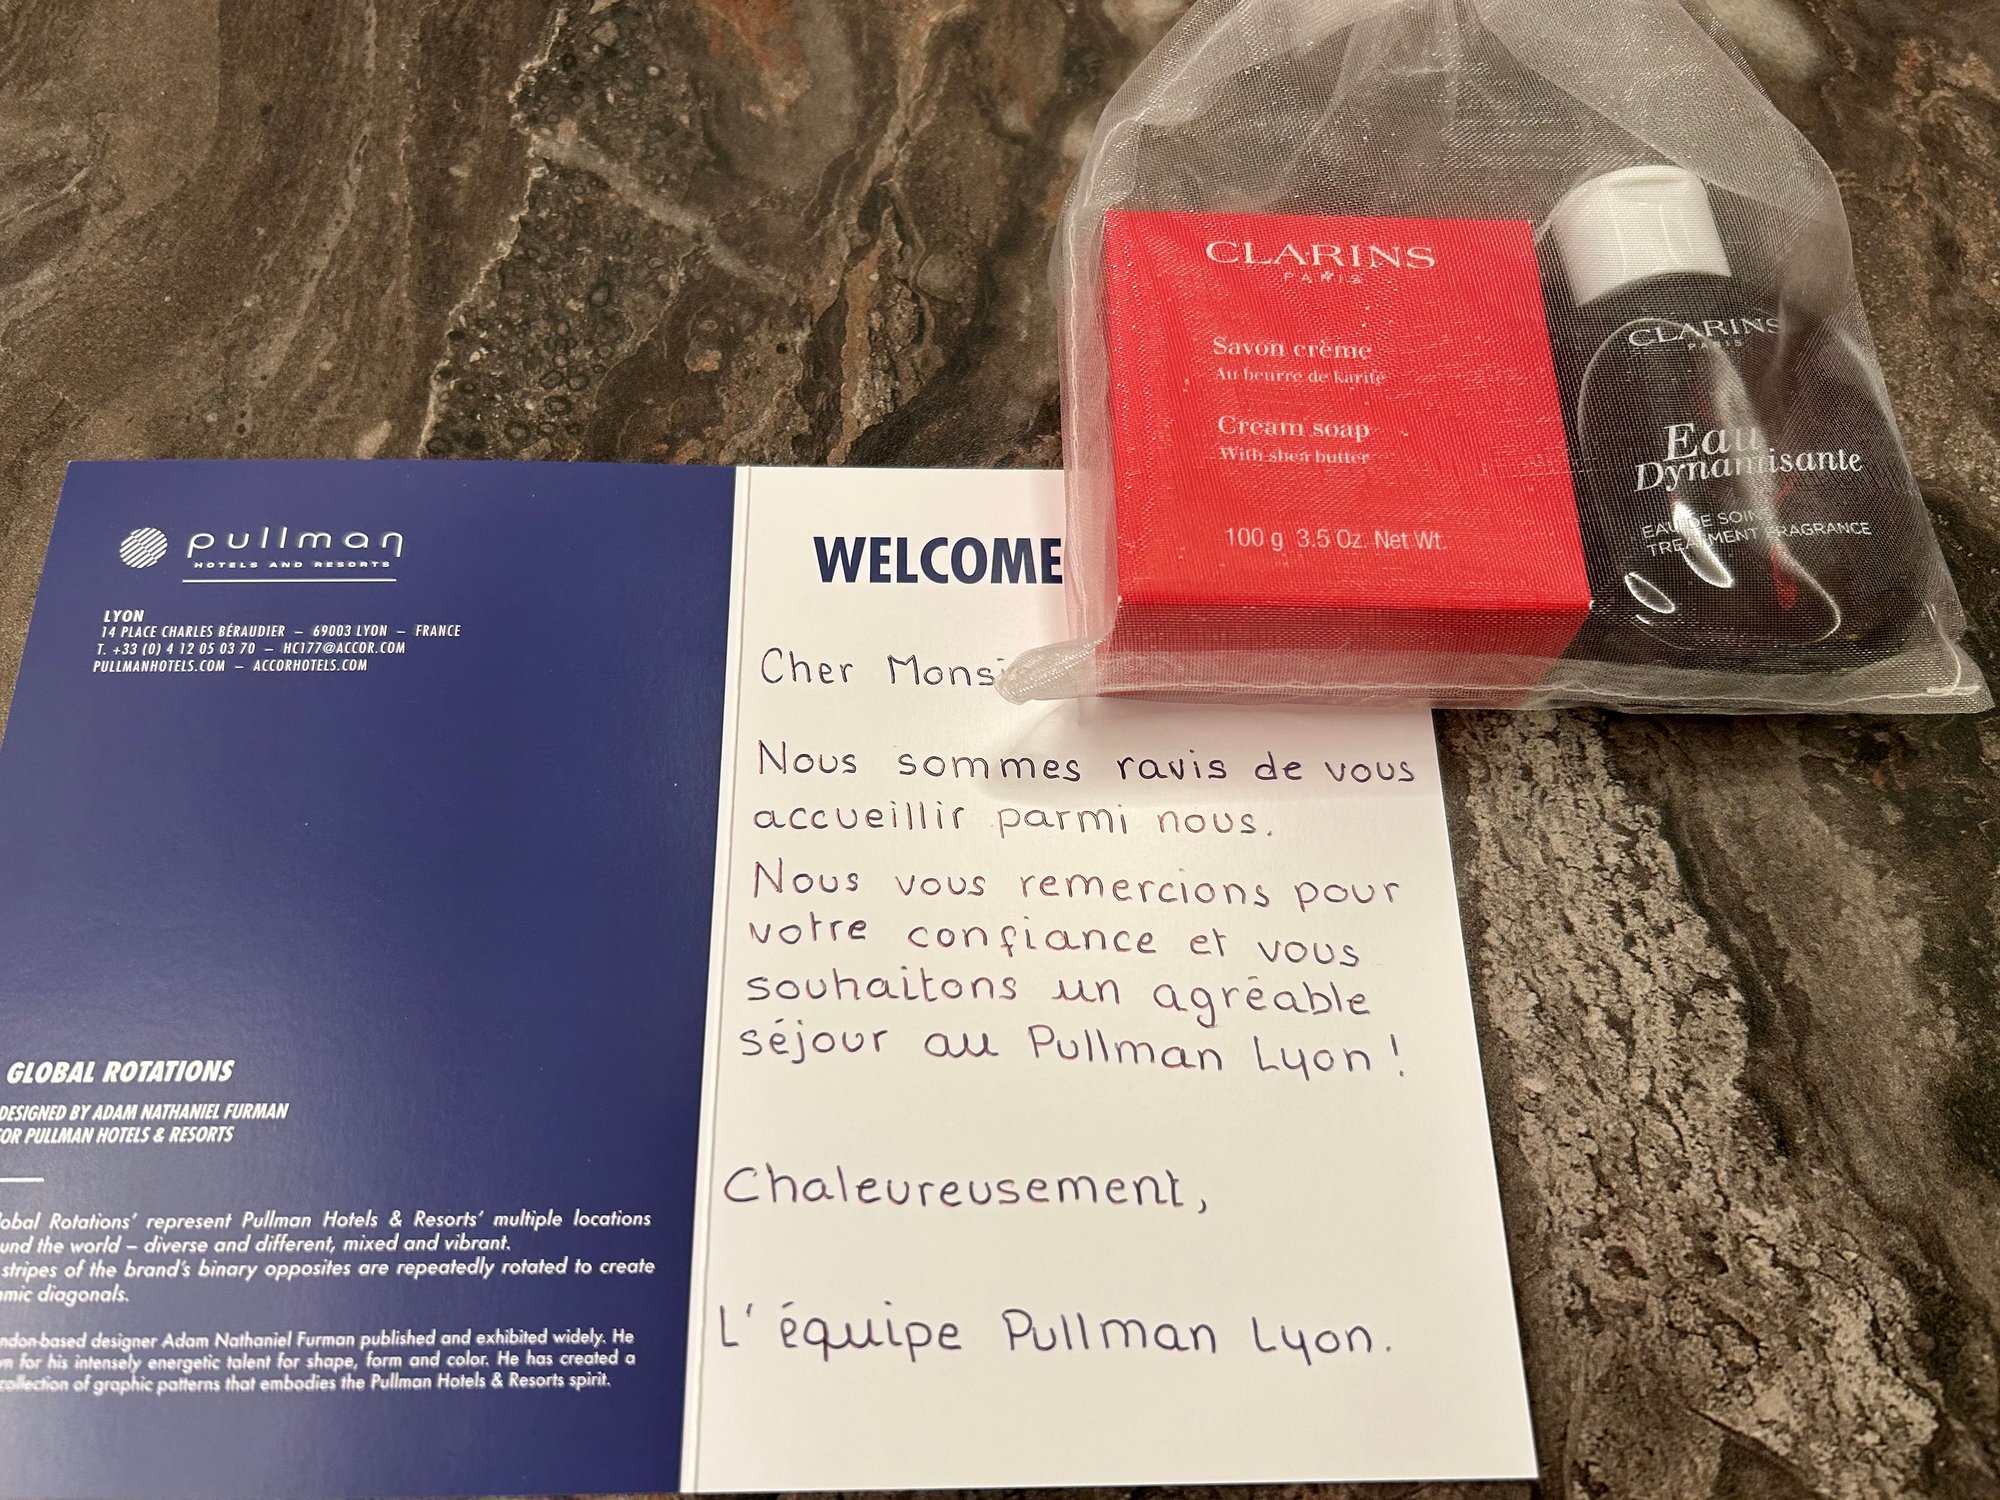 pullman
HOTELS AND RESORTS
LYON
14 PLACE CHARLES BÉRAUDIER – 69003 LYON – FRANCE
T. +33 (0) 4 12 05 03 70 – HC177@ACCOR.COM
PULLMANHOTELS.COM – ACCORHOTELS.COM
GLOBAL ROTATIONS
DESIGNED BY ADAM NATHANIEL FURMAN
PULLMAN HOTELS & RESORTS
Rotations' represent Pullman Hotels & Resorts' multiple locations
the world – diverse and different, mixed and vibrant.
stripes of the brand's binary opposites are repeatedly rotated to create
diagonals.
designer Adam Nathaniel Furman published and exhibited widely. He
for his intensely energetic talent for shape, form and color. He has created a
collection of graphic patterns that embodies the Pullman Hotels & Resorts spirit.
WELCOME
Cher
Nous sommes ravis de vous
accueillir parmi nous.
Nous vous remercions pour
votre confiance et vous
souhaitons un agréable
séjour au Pullman Lyon !
Chaleureusement,
L'équipe Pullman Lyon.
CLARINS
PARIS
Savon crème
Au beurre de karité
Cream soap
With shea butter
100 g 3.5 Oz. Net Wt.
CLARINS
PARIS
Eau
Dynamisante
EAU DE SOIN
TREATMENT FRAGRANCE